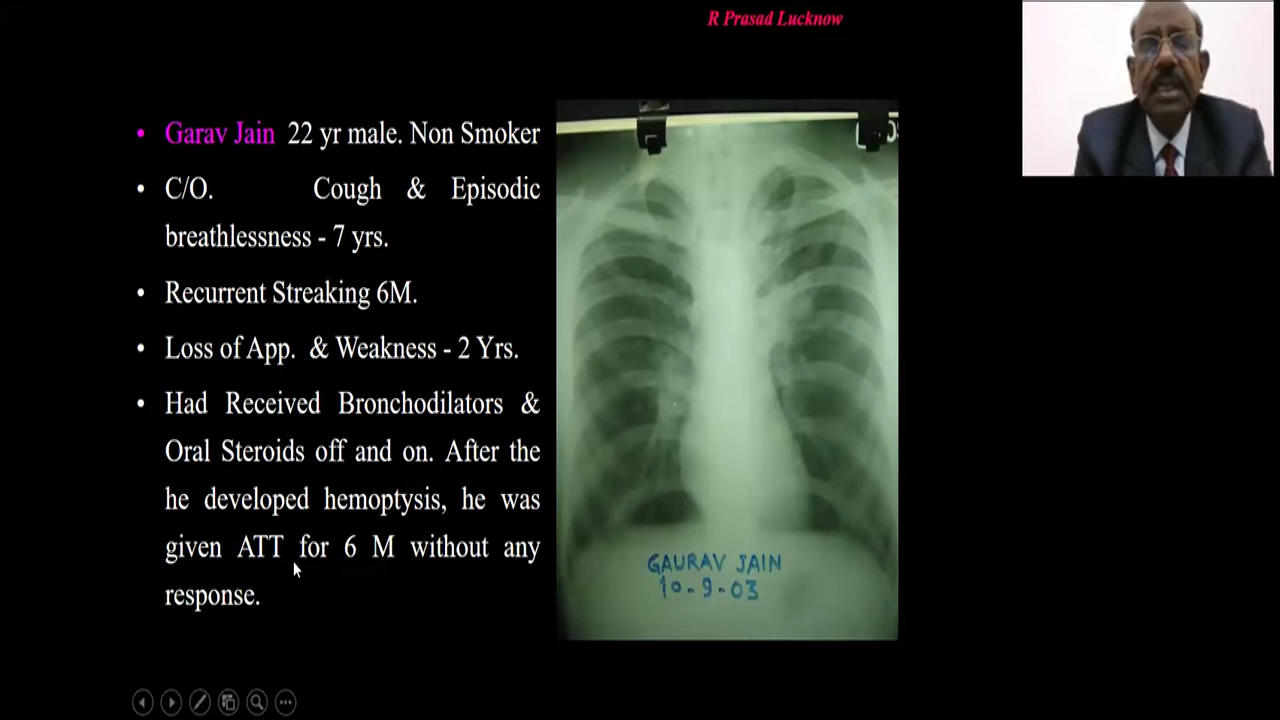 R Prasad Lucknow
• Garav Jain 22 yr male. Non Smoker
• C/O. Cough & Episodic
breathlessness - 7 yrs.
• Recurrent Streaking 6M.
• Loss of App. & Weakness - 2 Yrs.
• Had Received Bronchodilators &
Oral Steroids off and on. After the
he developed hemoptysis, he was
given ATT for 6 M without any
response.
GAURAV JAIN
10-9-03